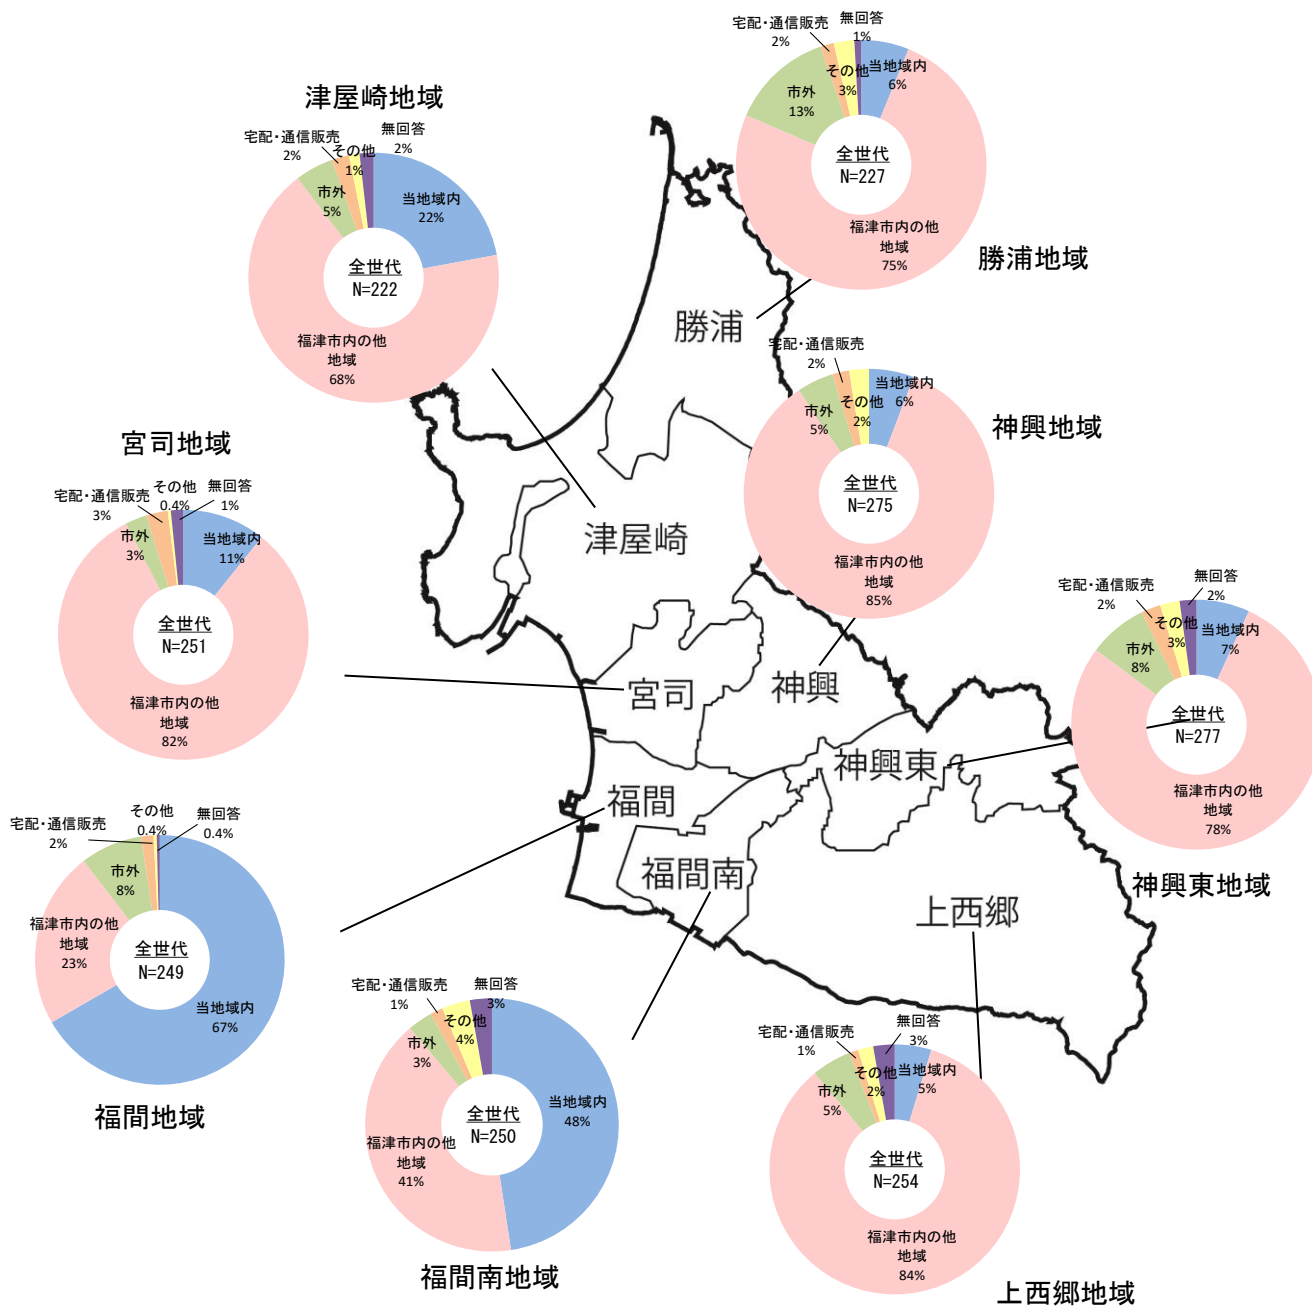 津屋崎地域
宅配・通信販売
2%
その他
1%
無回答
2%
市外
5%
当地域内
22%
全世代
N=222
福津市内の他
地域
68%
宅配・通信販売
2%
無回答
1%
その他
3%
当地域内
6%
市外
13%
全世代
N=227
福津市内の他
地域
75%
勝浦地域
宅配・通信販売
2%
その他
2%
当地域内
6%
市外
5%
全世代
N=275
福津市内の他
地域
85%
神興地域
宮司地域
宅配・通信販売
3%
その他
0.4%
無回答
1%
市外
3%
当地域内
11%
全世代
N=251
福津市内の他
地域
82%
宅配・通信販売
2%
無回答
2%
その他
3%
当地域内
7%
市外
8%
全世代
N=277
福津市内の他
地域
78%
神興東地域
宅配・通信販売
2%
その他
0.4%
無回答
0.4%
市外
8%
福津市内の他
地域
23%
全世代
N=249
当地域内
67%
福間地域
宅配・通信販売
1%
無回答
3%
その他
4%
市外
3%
当地域内
48%
全世代
N=250
福津市内の他
地域
41%
福間南地域
宅配・通信販売
1%
無回答
3%
その他
2%
当地域内
5%
市外
5%
全世代
N=254
福津市内の他
地域
84%
上西郷地域
勝浦
津屋崎
宮司
神興
神興東
福間
福間南
上西郷